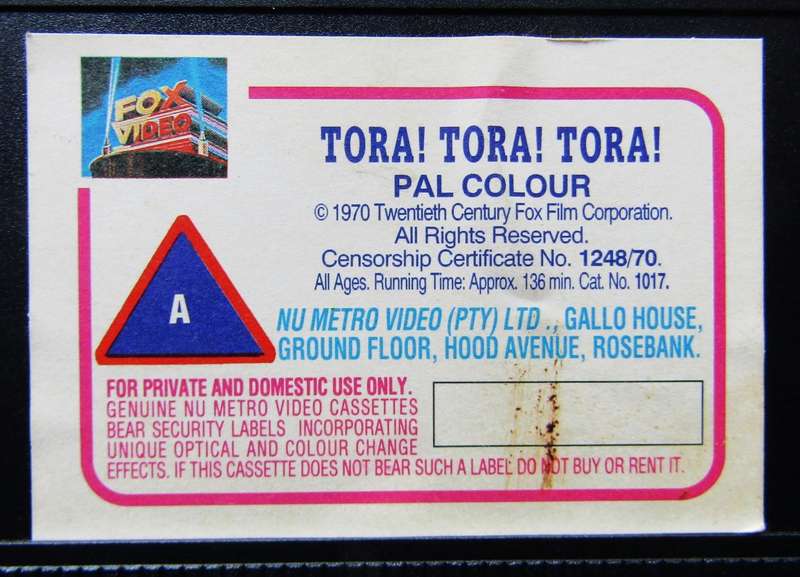 FOX
VIDEO
TORA! TORA! TORA!
PAL COLOUR
© 1970 Twentieth Century Fox Film Corporation.
All Rights Reserved.
Censorship Certificate No. 1248/70.
All Ages. Running Time: Approx. 136 min. Cat. No. 1017.
A
NU METRO VIDEO (PTY) LTD ., GALLO HOUSE,
GROUND FLOOR, HOOD AVENUE, ROSEBANK.
FOR PRIVATE AND DOMESTIC USE ONLY.
GENUINE NU METRO VIDEO CASSETTES
BEAR SECURITY LABELS INCORPORATING
UNIQUE OPTICAL AND COLOUR CHANGE
EFFECTS. IF THIS CASSETTE DOES NOT BEAR SUCH A LABEL DO NOT BUY OR RENT IT.